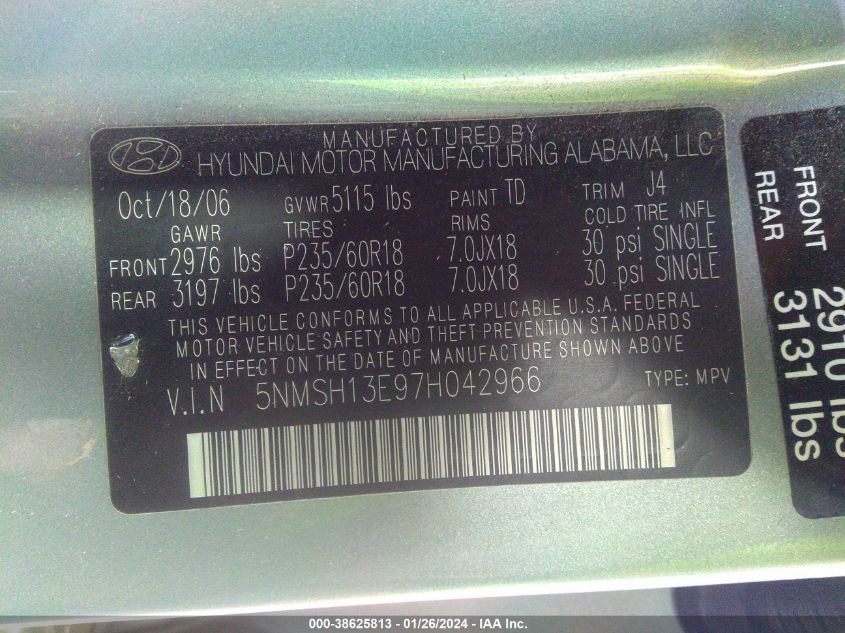 MANUFACTURED BY
HYUNDAI MOTOR MANUFACTURING ALABAMA, LLC
Oct/18/06 GVWR 5115 lbs PAINT TD TRIM J4
GAWR TIRES RIMS COLD TIRE INFL
FRONT 2976 lbs P235/60R18 7.0JX18 30 psi SINGLE
REAR 3197 lbs P235/60R18 7.0JX18 30 psi SINGLE
THIS VEHICLE CONFORMS TO ALL APPLICABLE U.S.A. FEDERAL
MOTOR VEHICLE SAFETY AND THEFT PREVENTION STANDARDS
IN EFFECT ON THE DATE OF MANUFACTURE SHOWN ABOVE.
V.I.N 5NMSH13E97H042966 TYPE: MPV
FRONT 2910 lbs
REAR 3131 lbs
000-38625813 - 01/26/2024 - IAA Inc.